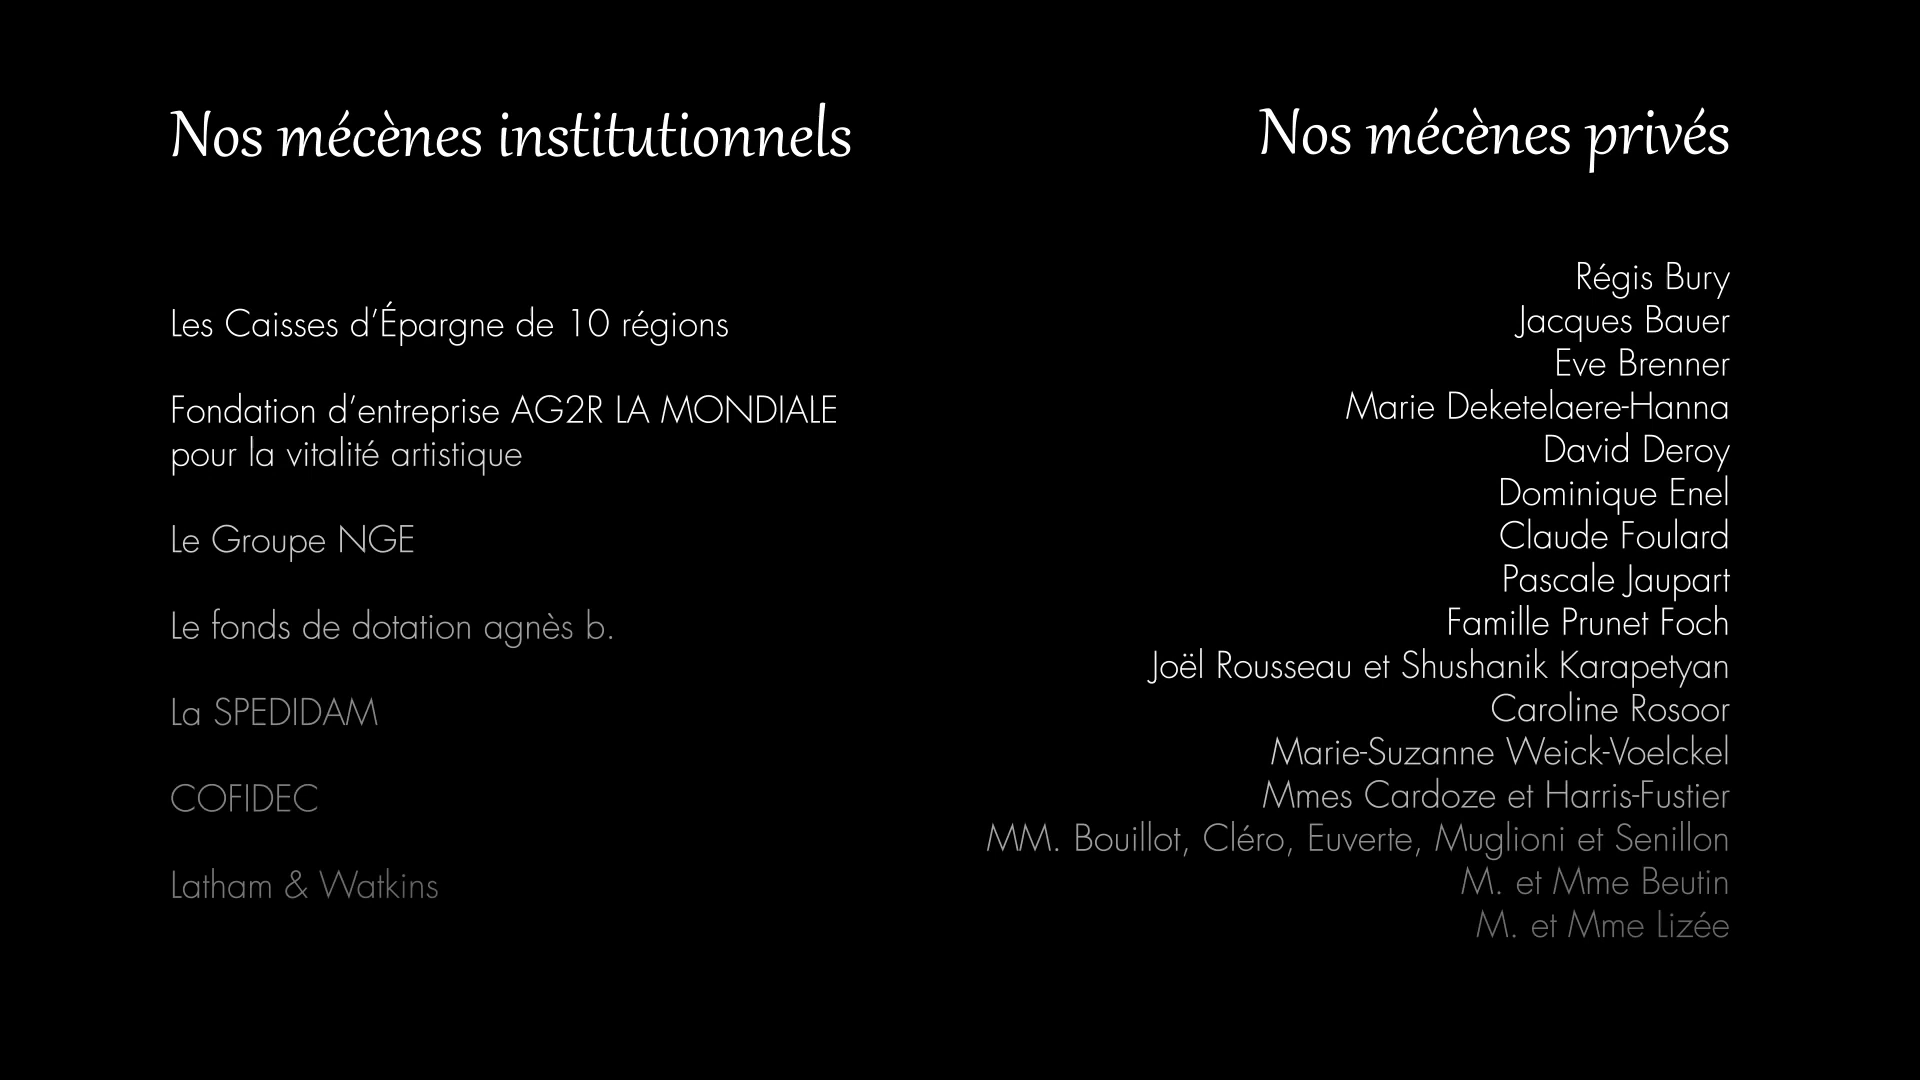 Nos mécènes institutionnels
Les Caisses d’Épargne de 10 régions
Fondation d’entreprise AG2R LA MONDIALE
pour la vitalité artistique
Le Groupe NGE
Le fonds de dotation agnès b.
La SPEDIDAM
COFIDEC
Latham & Watkins
Nos mécènes privés
Régis Bury
Jacques Bauer
Eve Brenner
Marie Deketelaere-Hanna
David Deroy
Dominique Enel
Claude Foulard
Pascale Jaupart
Famille Prunet Foch
Joël Rousseau et Shushanik Karapetyan
Caroline Rosoor
Marie-Suzanne Weick-Voelckel
Mmes Cardoze et Harris-Fustier
MM. Bouillot, Cléro, Euverte, Muglioni et Senillon
M. et Mme Beutin
M. et Mme Lizée